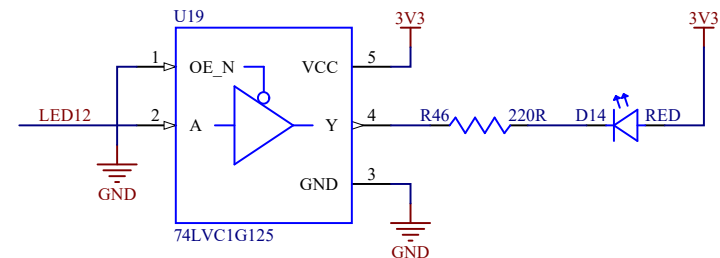 U19
3V3
3V3
1
OE_N
VCC
5
LED12
2
A
Y
4
R46
220R
D14
RED
GND
3
GND
74LVC1G125
GND